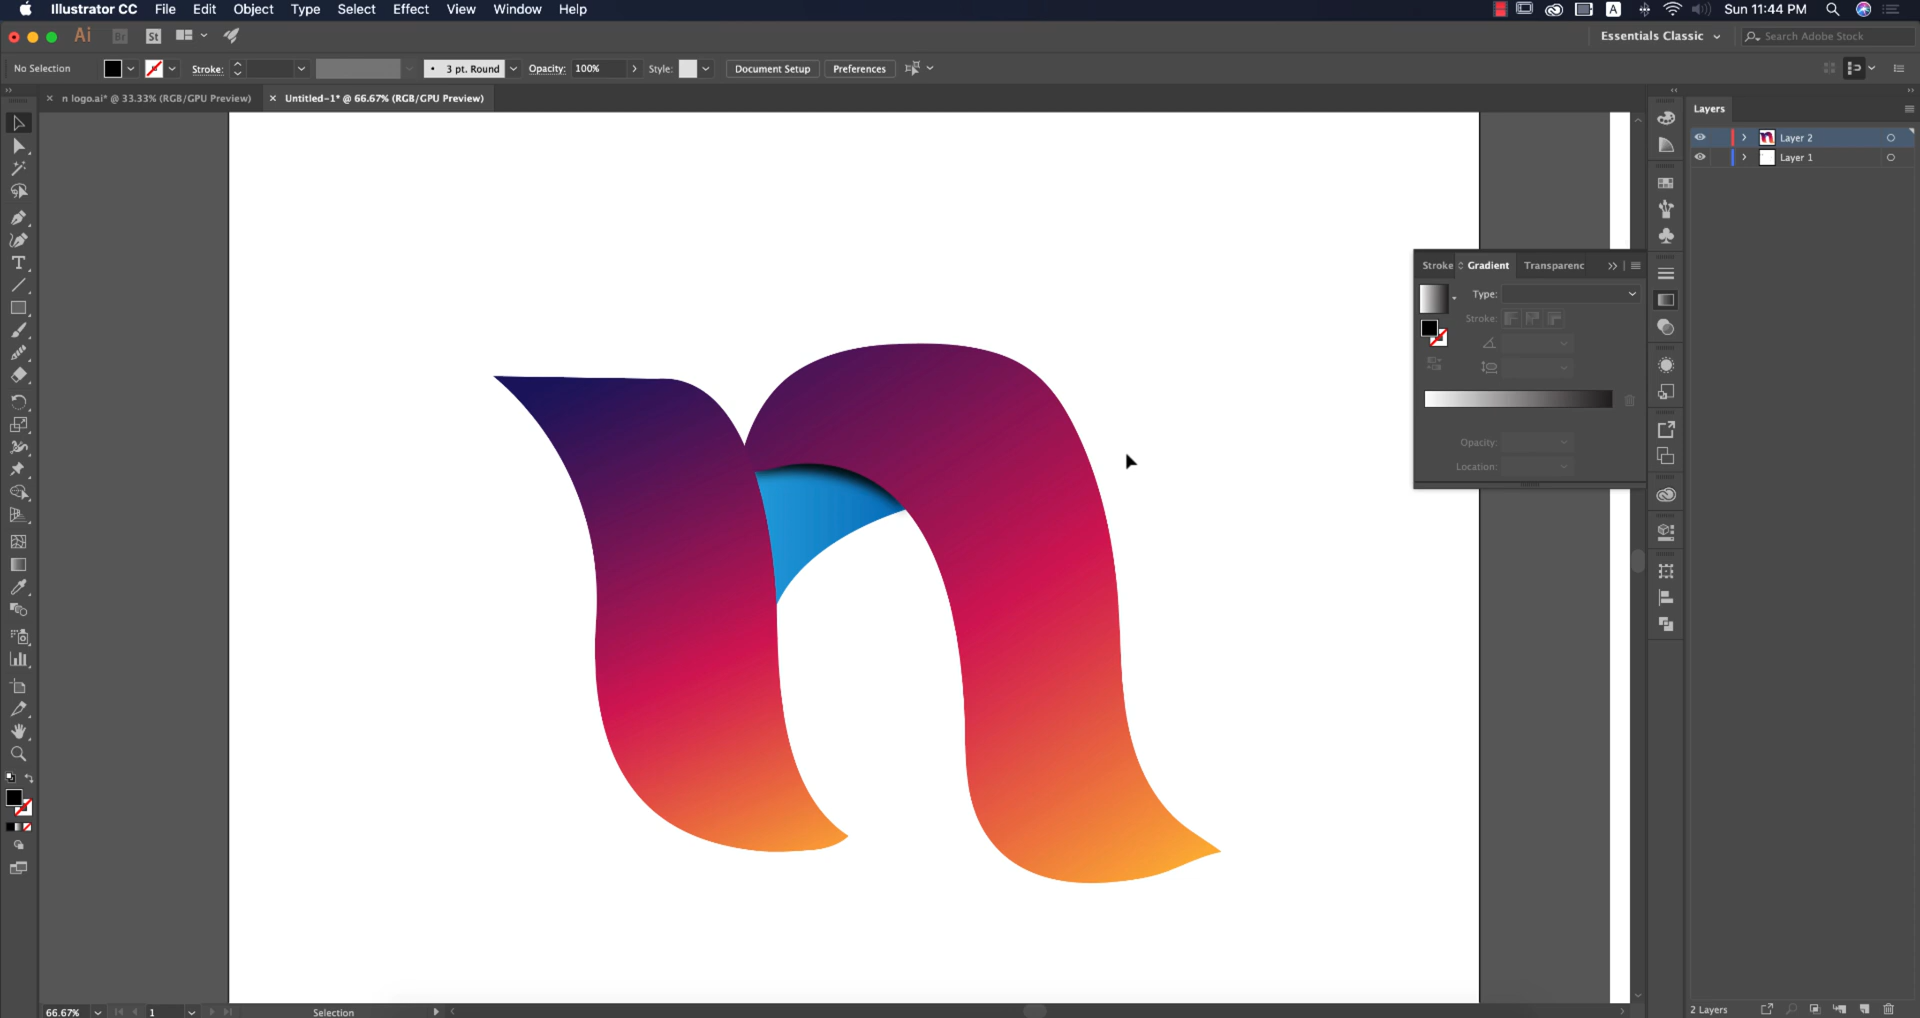 Illustrator CC File Edit Object Type Select Effect View Window Help A Sun 11:44 PM
Ai Br St Essentials Classic Search Adobe Stock
No Selection Stroke: 3 pt. Round Opacity: 100% Style: Document Setup Preferences
n logo.ai* @ 33.33% (RGB/GPU Preview) Untitled-1* @ 66.67% (RGB/GPU Preview)
Layers
Layer 2
Layer 1
Stroke Gradient Transparenc
Type:
Stroke:
Opacity:
Location:
n
66.67% 1 Selection 2 Layers